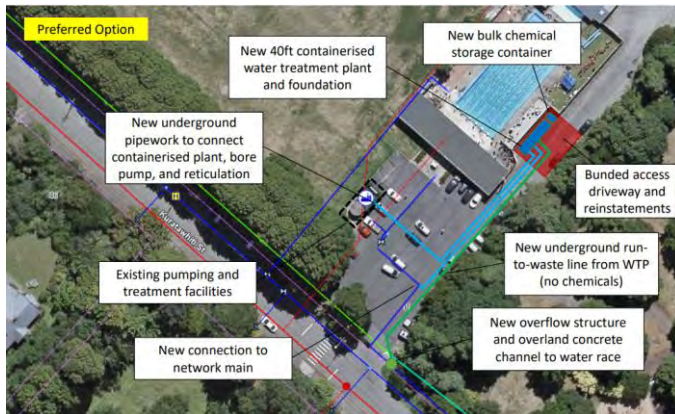 Preferred Option
New 40ft containerised
water treatment plant
and foundation
New bulk chemical
storage container
New underground
pipework to connect
containerised plant, bore
pump, and reticulation
Bunded access
driveway and
reinstatements
Kuratawhiti St
Existing pumping and
treatment facilities
New underground run-
to-waste line from WTP
(no chemicals)
New connection to
network main
New overflow structure
and overland concrete
channel to water race
H
H
H
H